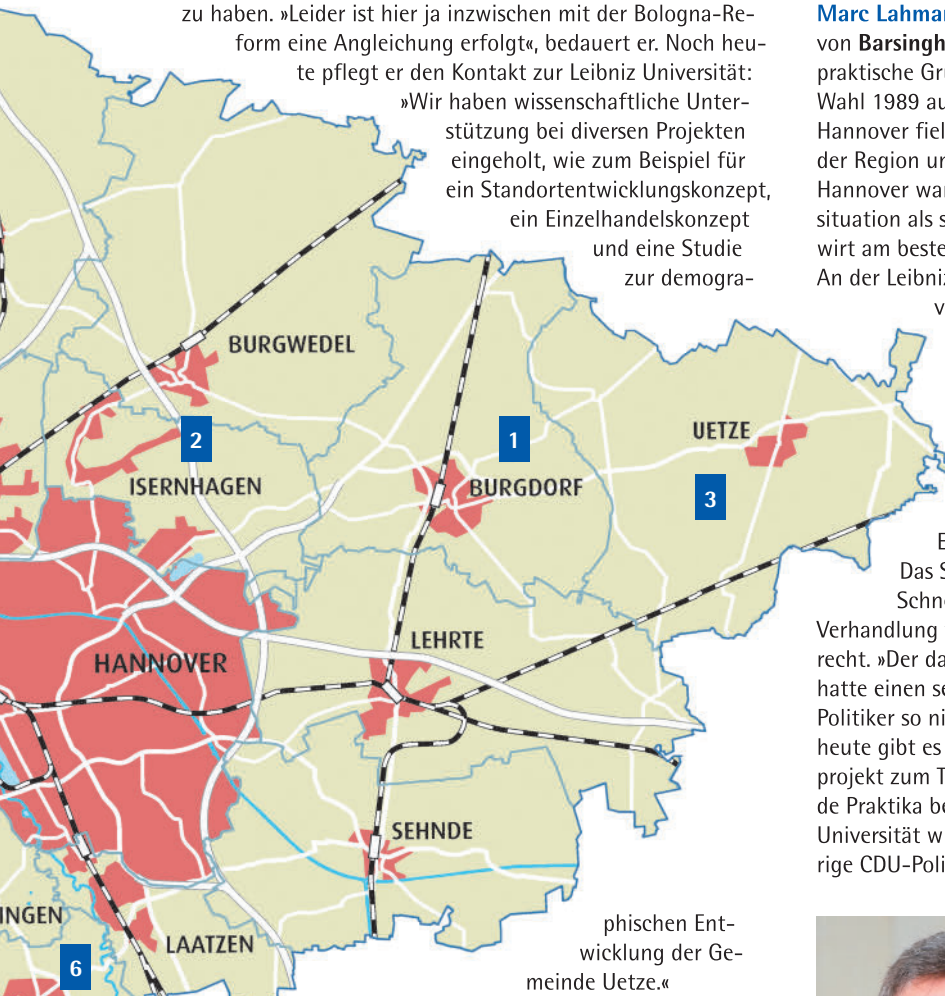 zu haben. »Leider ist hier ja inzwischen mit der Bologna-Re-
form eine Angleichung erfolgt«, bedauert er. Noch heu-
te pflegt er den Kontakt zur Leibniz Universität:
»Wir haben wissenschaftliche Unter-
stützung bei diversen Projekten
eingeholt, wie zum Beispiel für
ein Standortentwicklungskonzept,
ein Einzelhandelskonzept
und eine Studie
zur demogra-
BURGWEDEL
2
1
UETZE
ISERNHAGEN
BURGDORF
3
LEHRTE
HANNOVER
SEHNDE
INGEN
LAATZEN
6
phischen Ent-
wicklung der Ge-
meinde Uetze.«
Marc Lahmar
von Barsingh
praktische Gru
Wahl 1989 au
Hannover fiel
der Region un
Hannover war
situation als s
wirt am beste
An der Leibniz
v
E
Das S
Schne
Verhandlung
recht. »Der da
hatte einen se
Politiker so ni
heute gibt es
projekt zum T
de Praktika be
Universität w
rige CDU-Poli